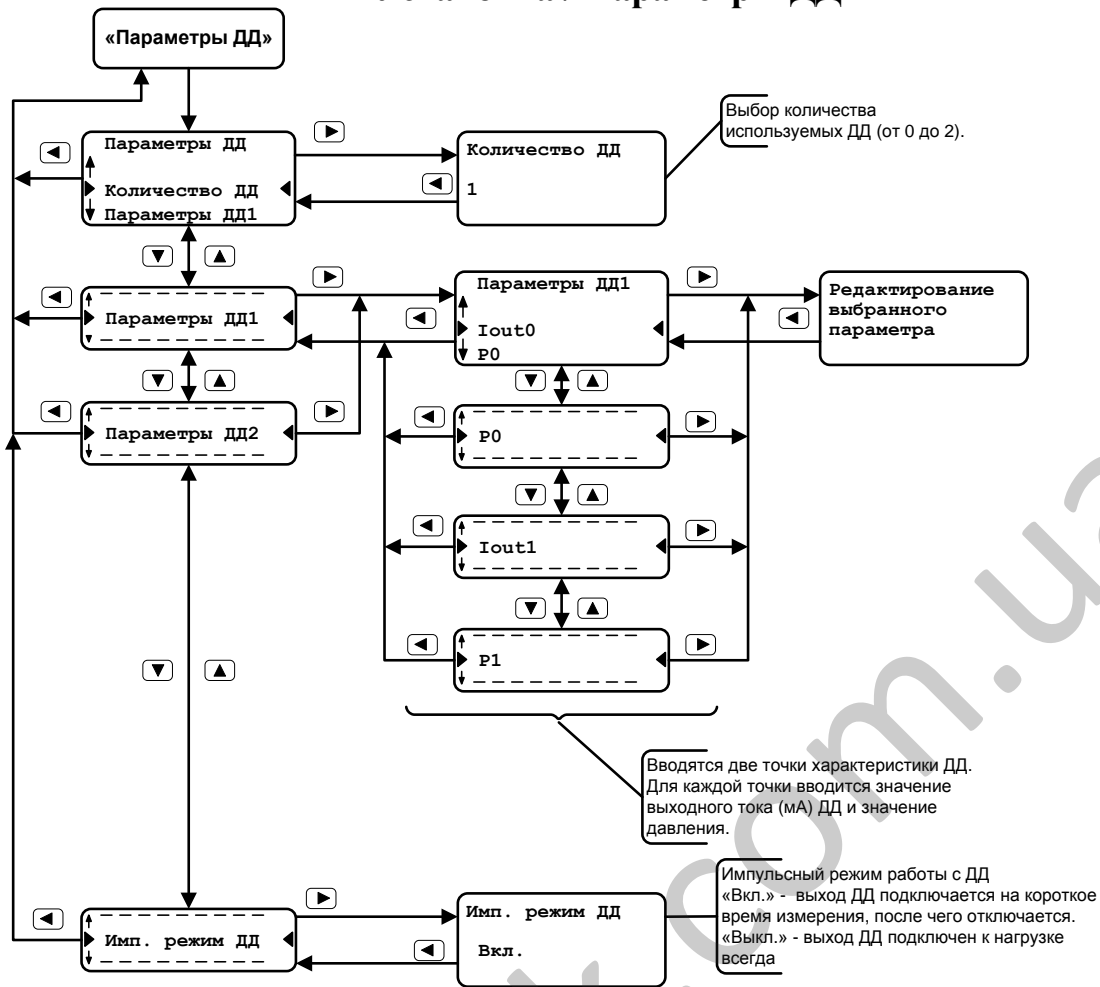 «Параметры ДД»
Параметры ДД
Количество ДД
Параметры ДД1
Количество ДД
1
Выбор количества
используемых ДД (от 0 до 2).
Параметры ДД1
Параметры ДД1
Iout0
P0
Редактирование
выбранного
параметра
Параметры ДД2
P0
Iout1
P1
Вводятся две точки характеристики ДД.
Для каждой точки вводится значение
выходного тока (мА) ДД и значение
давления.
Имп. режим ДД
Имп. режим ДД
Вкл.
Импульсный режим работы с ДД
«Вкл.» - выход ДД подключается на короткое
время измерения, после чего отключается.
«Выкл.» - выход ДД подключен к нагрузке
всегда
com.ua